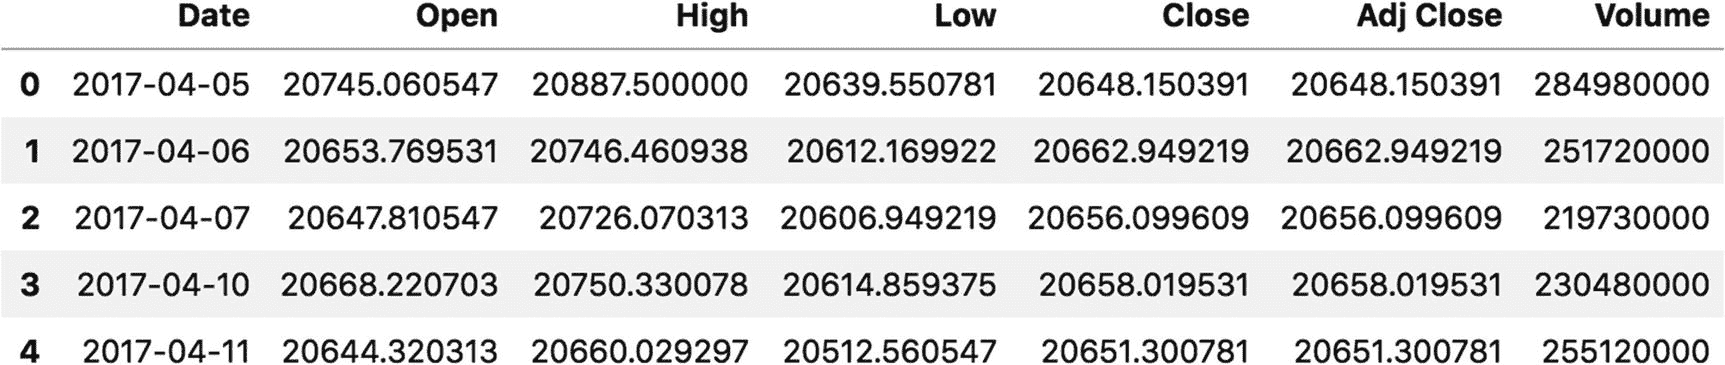 Date Open High Low Close Adj Close Volume
0 2017-04-05 20745.060547 20887.500000 20639.550781 20648.150391 20648.150391 284980000
1 2017-04-06 20653.769531 20746.460938 20612.169922 20662.949219 20662.949219 251720000
2 2017-04-07 20647.810547 20726.070313 20606.949219 20656.099609 20656.099609 219730000
3 2017-04-10 20668.220703 20750.330078 20614.859375 20658.019531 20658.019531 230480000
4 2017-04-11 20644.320313 20660.029297 20512.560547 20651.300781 20651.300781 255120000